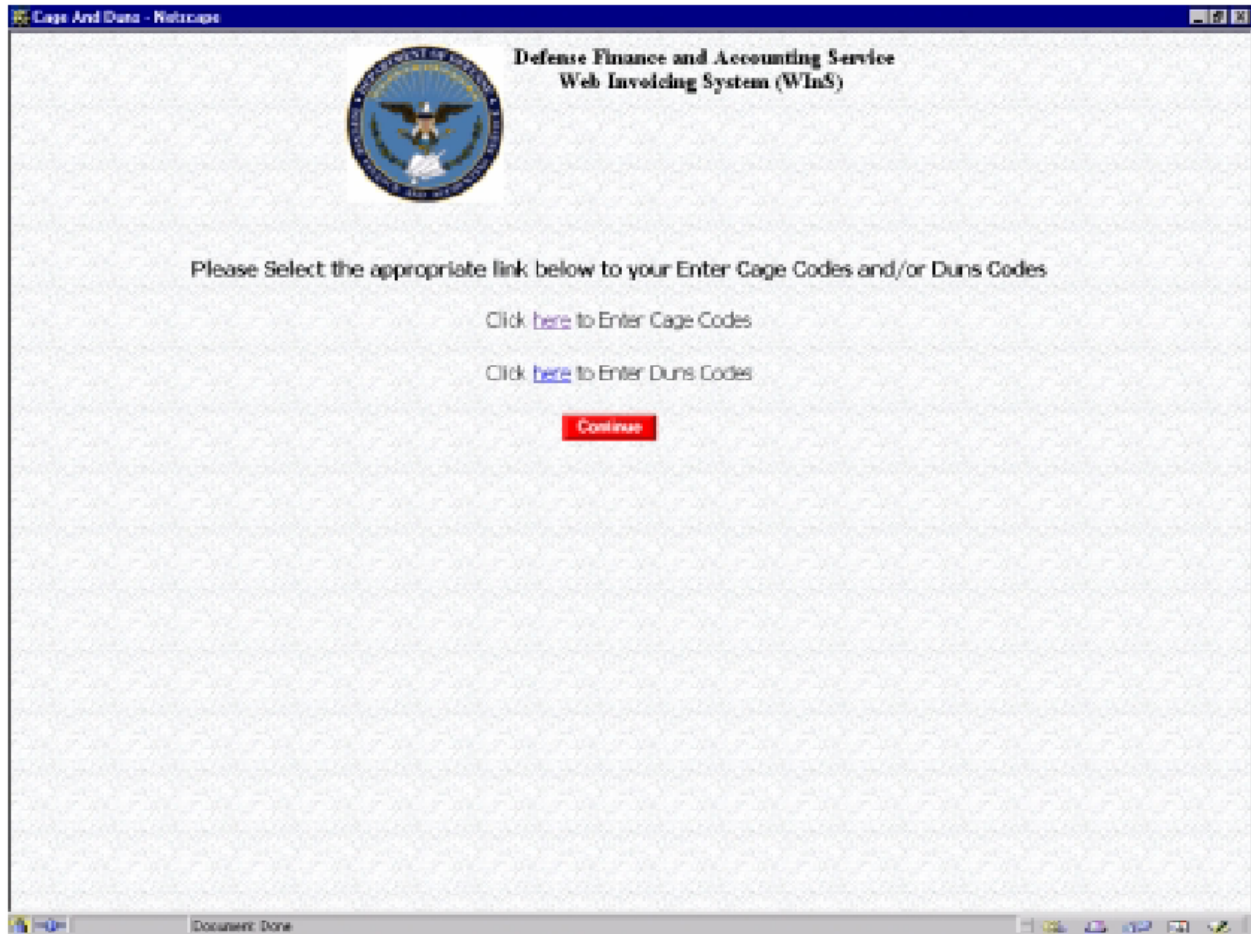 Cage And Duns - Netscape
Defense Finance and Accounting Service
Web Invoicing System (WInS)
Please Select the appropriate link below to your Enter Cage Codes and/or Duns Codes
Click here to Enter Cage Codes
Click here to Enter Duns Codes
Continue
Document: Done